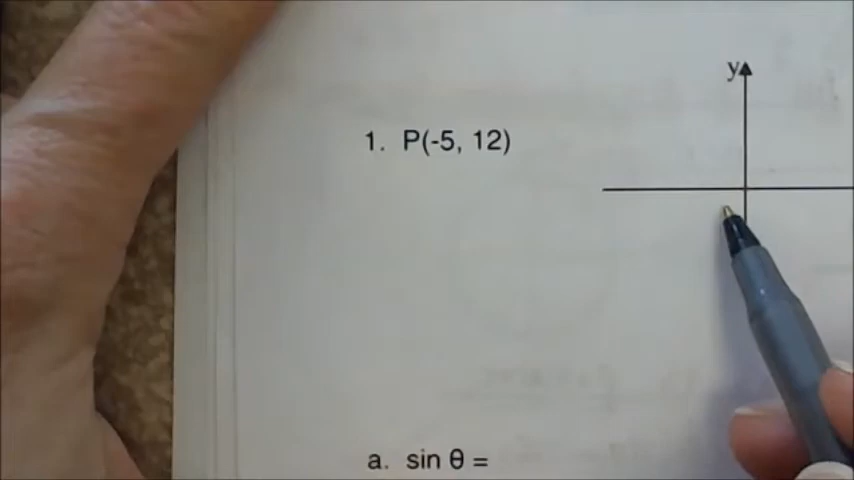 y
1. P(-5, 12)
a. sin θ =